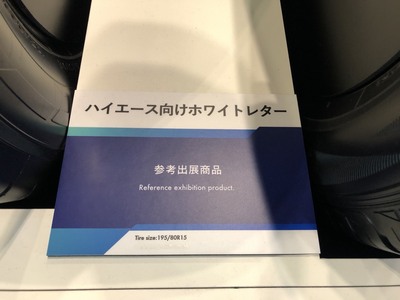 ハイエース向けホワイトレター
参考出展商品
Reference exhibition product.
Tire size:195/80R15